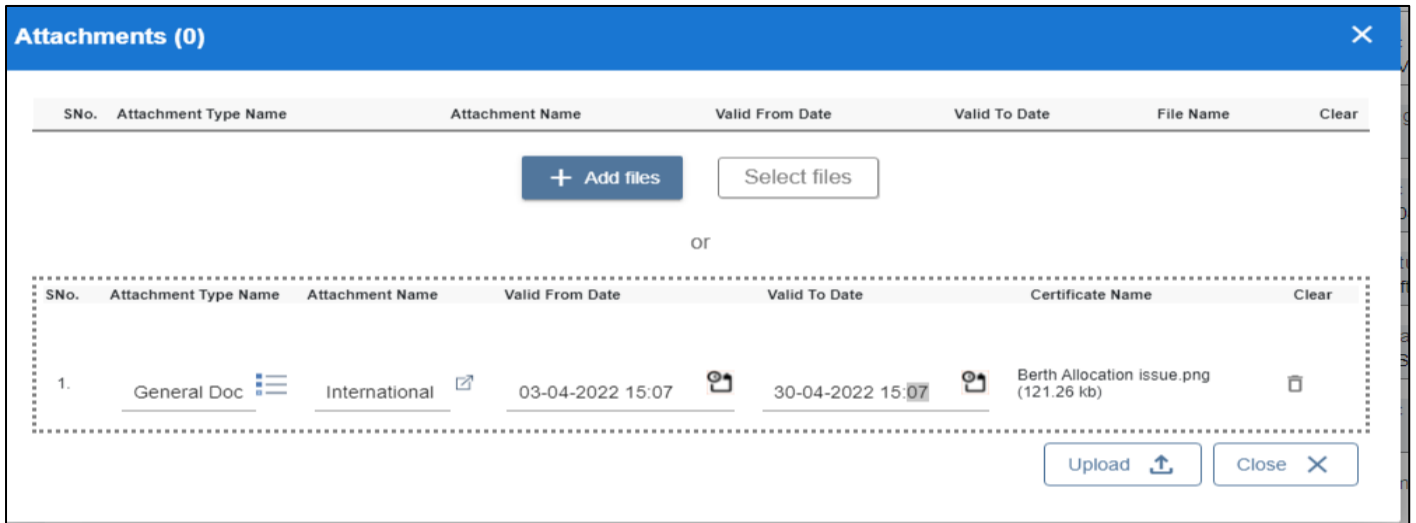 Attachments (0)
SNo. Attachment Type Name Attachment Name Valid From Date Valid To Date File Name Clear
+ Add files Select files
or
SNo. Attachment Type Name Attachment Name Valid From Date Valid To Date Certificate Name Clear
1. General Doc International 03-04-2022 15:07 30-04-2022 15:07 Berth Allocation issue.png
(121.26 kb)
Upload Close